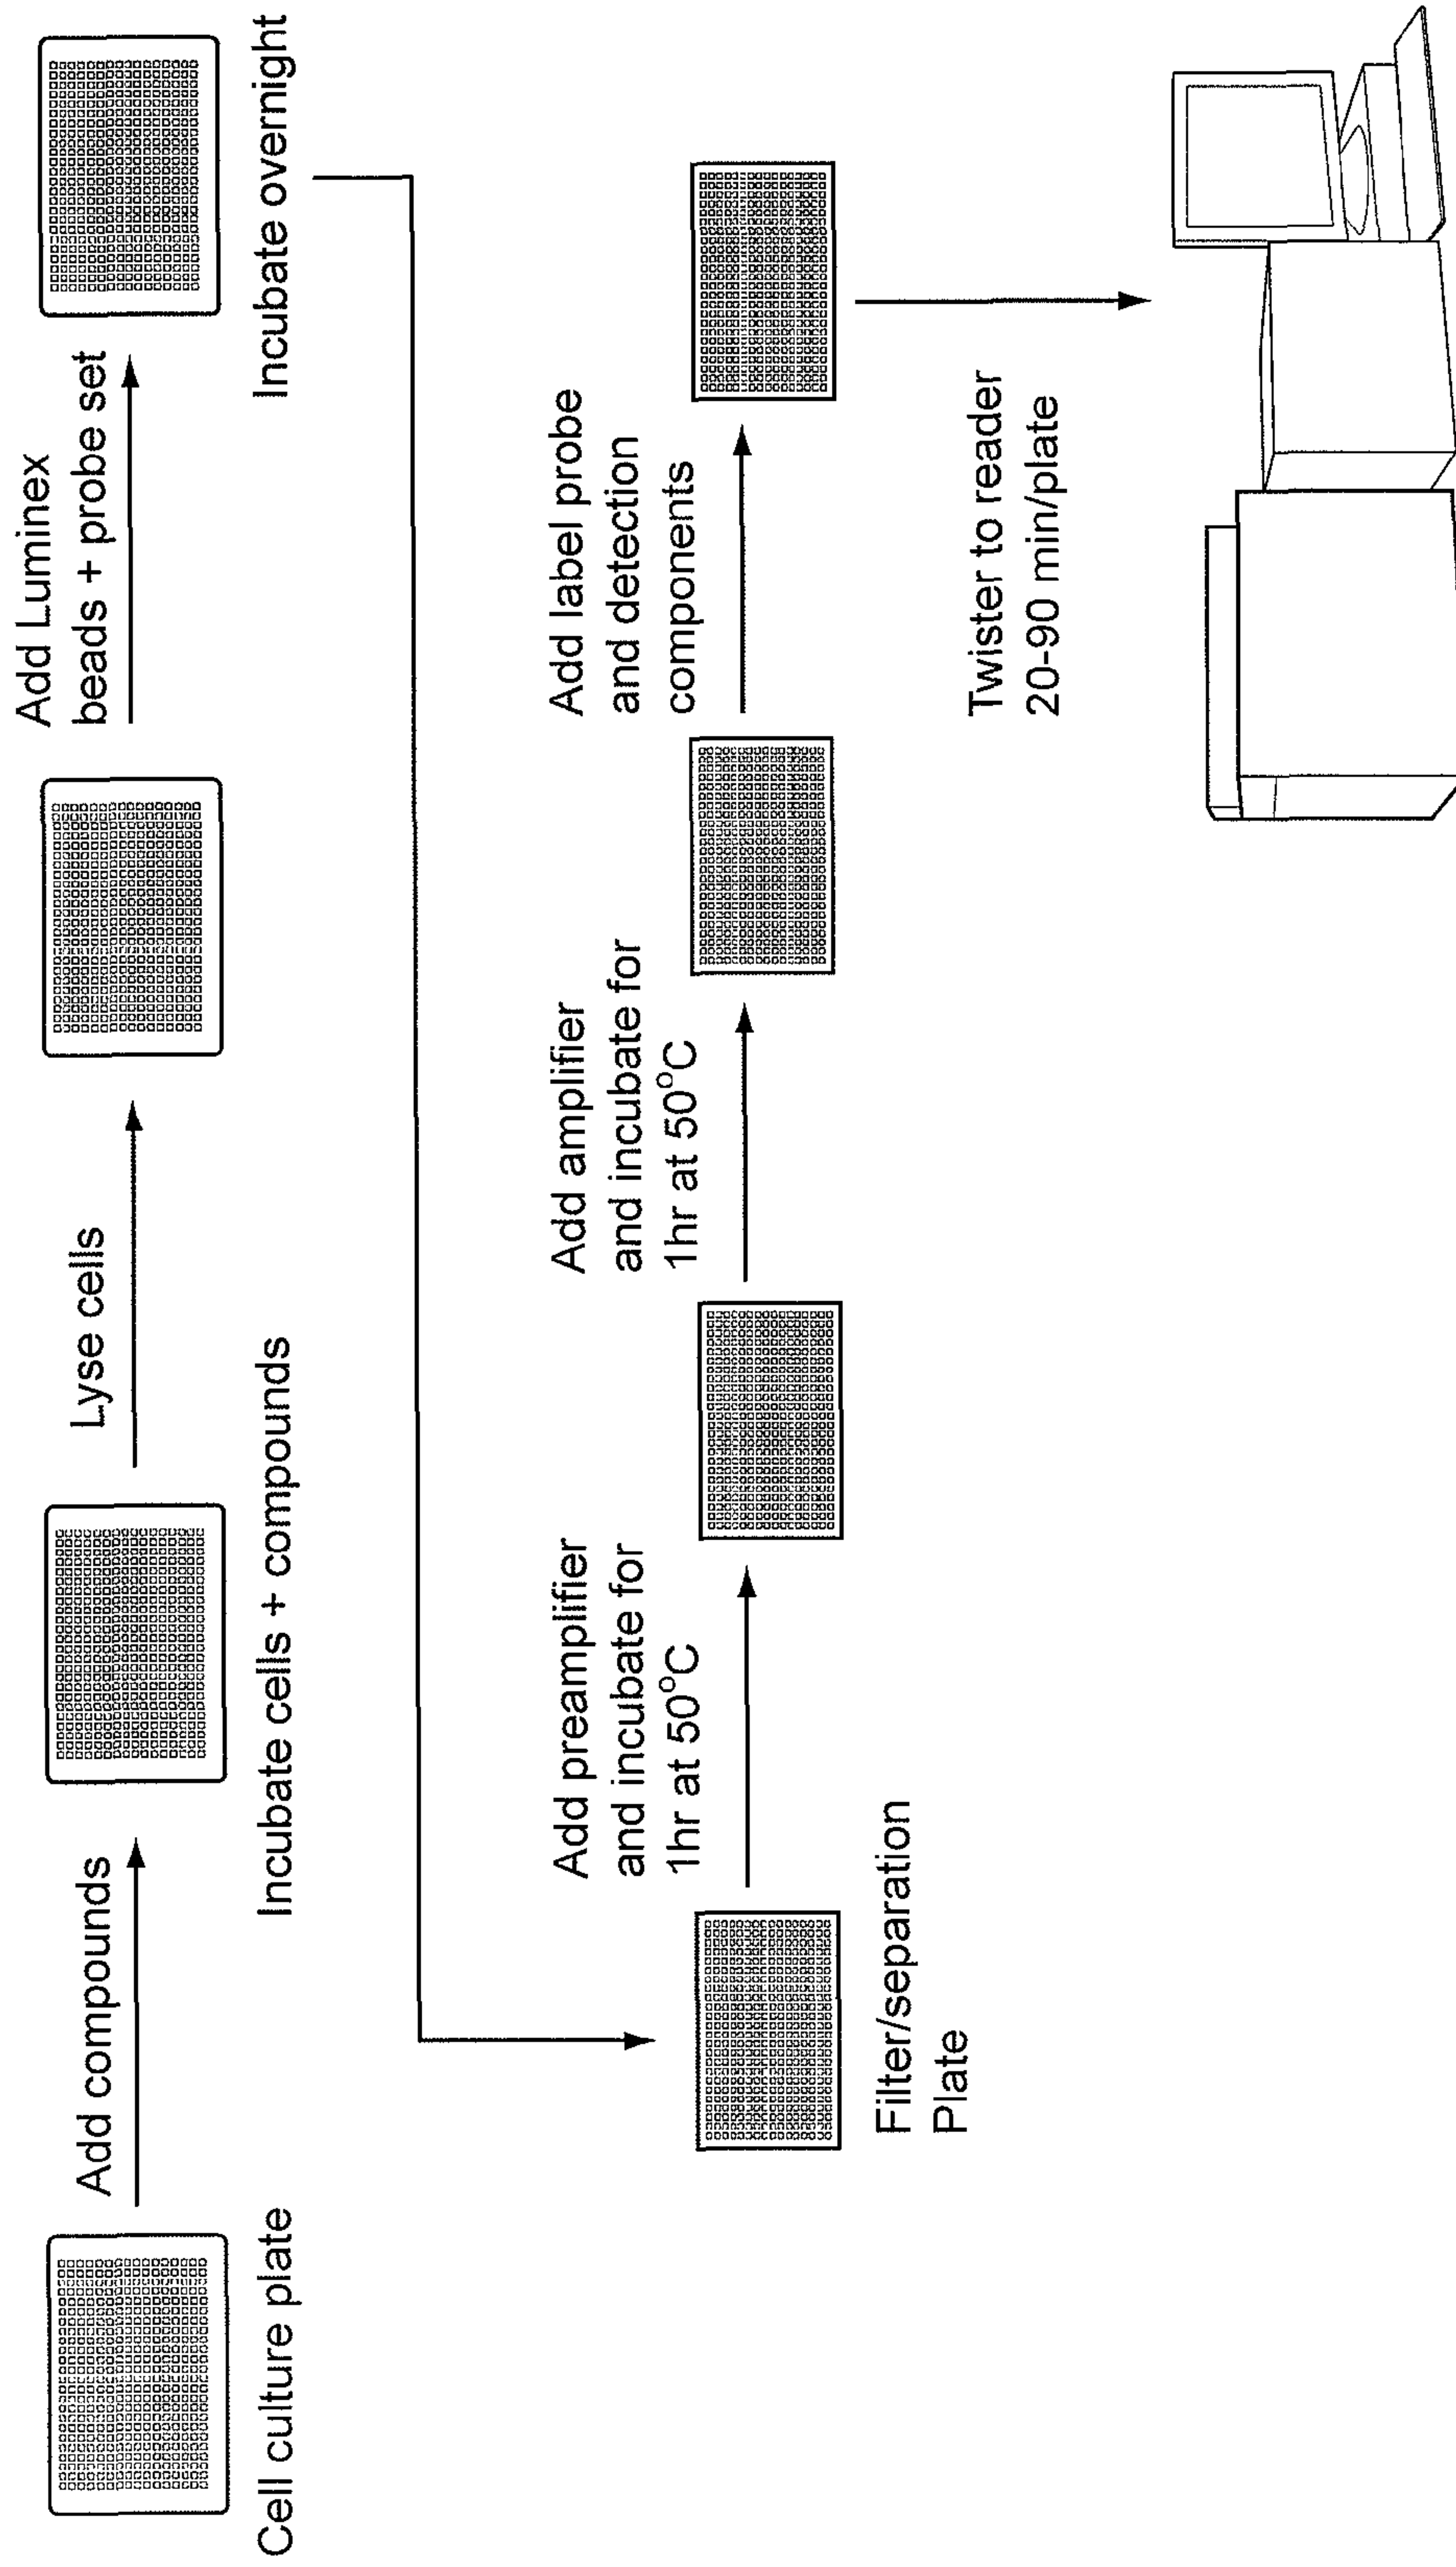 Cell culture plate
Add compounds
Incubate cells + compounds
Lyse cells
Add Luminex
beads + probe set
Incubate overnight
Filter/separation
Plate
Add preamplifier
and incubate for
1hr at 50°C
Add amplifier
and incubate for
1hr at 50°C
Add label probe
and detection
components
Twister to reader
20-90 min/plate